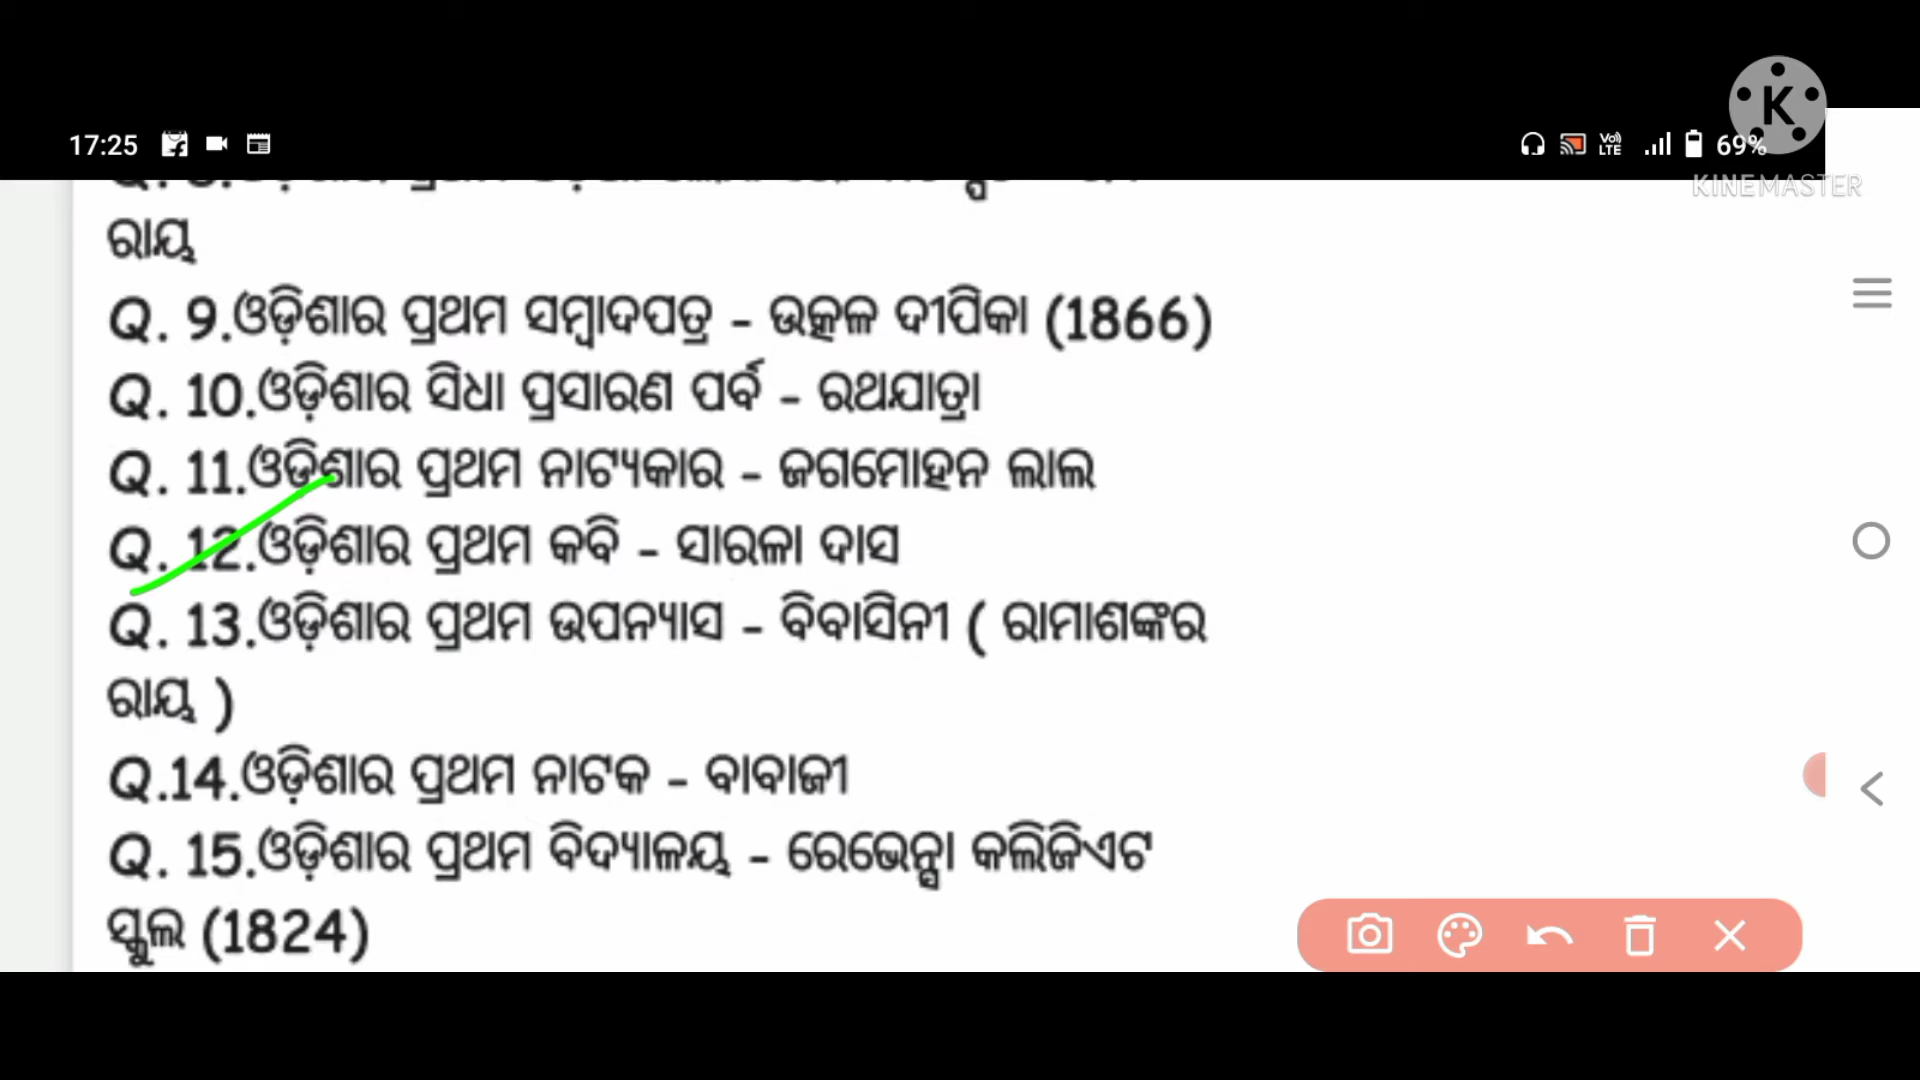 17:25 Vo) LTE 69%
K
KINEMASTER
ରାୟ
Q. 9.ଓଡ଼ିଶାର ପ୍ରଥମ ସମ୍ବାଦପତ୍ର - ଉତ୍କଳ ଦୀପିକା (1866)
Q. 10.ଓଡ଼ିଶାର ସିଧା ପ୍ରସାରଣ ପର୍ବ - ରଥଯାତ୍ରା
Q. 11.ଓଡ଼ିଶାର ପ୍ରଥମ ନାଟ୍ୟକାର - ଜଗମୋହନ ଲାଲ
Q. 12.ଓଡ଼ିଶାର ପ୍ରଥମ କବି - ସାରଳା ଦାସ
Q. 13.ଓଡ଼ିଶାର ପ୍ରଥମ ଉପନ୍ୟାସ - ବିବାସିନୀ ( ରାମାଶଙ୍କର
ରାୟ )
Q.14.ଓଡ଼ିଶାର ପ୍ରଥମ ନାଟକ - ବାବାଜୀ
Q. 15.ଓଡ଼ିଶାର ପ୍ରଥମ ବିଦ୍ୟାଳୟ - ରେଭେନ୍ସା କଲିଜିଏଟ
ସ୍କୁଲ (1824)